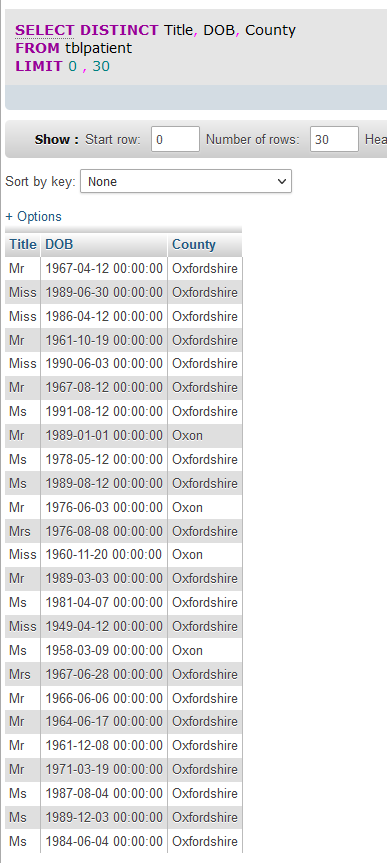 SELECT DISTINCT Title, DOB, County
FROM tblpatient
LIMIT 0 , 30
Show : Start row: 0 Number of rows: 30 Hea
Sort by key: None
+ Options
Title DOB County
Mr 1967-04-12 00:00:00 Oxfordshire
Miss 1989-06-30 00:00:00 Oxfordshire
Miss 1986-04-12 00:00:00 Oxfordshire
Mr 1961-10-19 00:00:00 Oxfordshire
Miss 1990-06-03 00:00:00 Oxfordshire
Mr 1967-08-12 00:00:00 Oxfordshire
Ms 1991-08-12 00:00:00 Oxfordshire
Mr 1989-01-01 00:00:00 Oxon
Ms 1978-05-12 00:00:00 Oxfordshire
Ms 1989-08-12 00:00:00 Oxfordshire
Mr 1976-06-03 00:00:00 Oxon
Mrs 1976-08-08 00:00:00 Oxfordshire
Miss 1960-11-20 00:00:00 Oxon
Mr 1989-03-03 00:00:00 Oxfordshire
Ms 1981-04-07 00:00:00 Oxfordshire
Miss 1949-04-12 00:00:00 Oxfordshire
Ms 1958-03-09 00:00:00 Oxon
Mrs 1967-06-28 00:00:00 Oxfordshire
Mr 1966-06-06 00:00:00 Oxfordshire
Mr 1964-06-17 00:00:00 Oxfordshire
Mr 1961-12-08 00:00:00 Oxfordshire
Mr 1971-03-19 00:00:00 Oxfordshire
Ms 1987-08-04 00:00:00 Oxfordshire
Ms 1989-12-03 00:00:00 Oxfordshire
Ms 1984-06-04 00:00:00 Oxfordshire